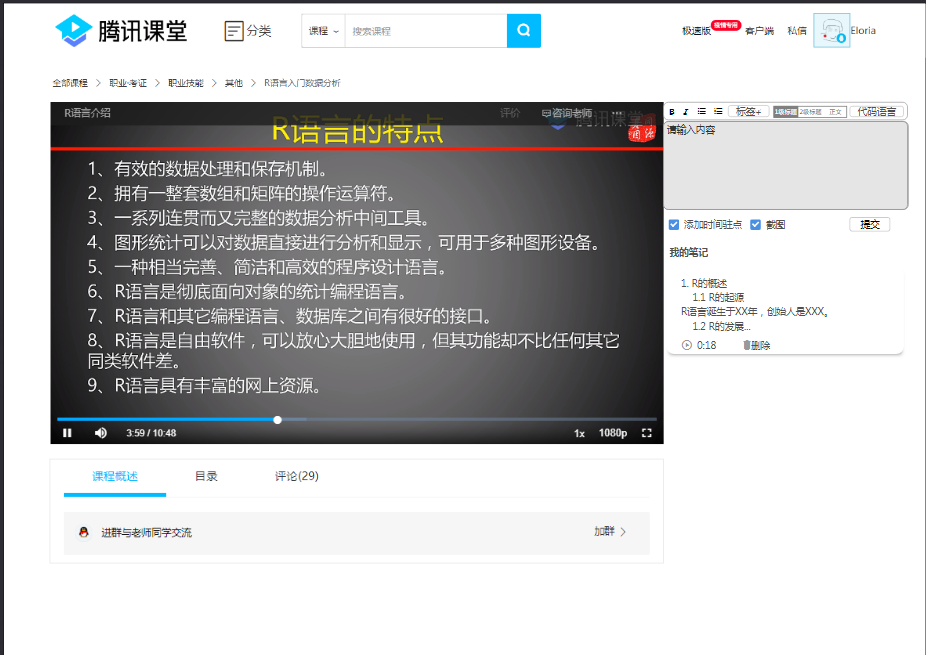 腾讯课堂
分类
课程
搜索课程
极速版
疫情专用
客户端
私信
Eloria
全部课程 > 职业·考证 > 职业技能 > 其他 > R语言入门数据分析
R语言介绍
评价
咨询老师
腾讯课堂
R语言的特点
1、有效的数据处理和保存机制。
2、拥有一整套数组和矩阵的操作运算符。
3、一系列连贯而又完整的数据分析中间工具。
4、图形统计可以对数据直接进行分析和显示，可用于多种图形设备。
5、一种相当完善、简洁和高效的程序设计语言。
6、R语言是彻底面向对象的统计编程语言。
7、R语言和其它编程语言、数据库之间有很好的接口。
8、R语言是自由软件，可以放心大胆地使用，但其功能却不比任何其它
同类软件差。
9、R语言具有丰富的网上资源。
3:59 / 10:48
1x
1080p
B I
标签+
1级标题 2级标题 正文
代码语言
请输入内容
添加时间驻点
截图
提交
我的笔记
1. R的概述
1.1 R的起源
R语言诞生于XX年，创始人是XXX。
1.2 R的发展...
0:18
删除
课程概述
目录
评论(29)
进群与老师同学交流
加群 >